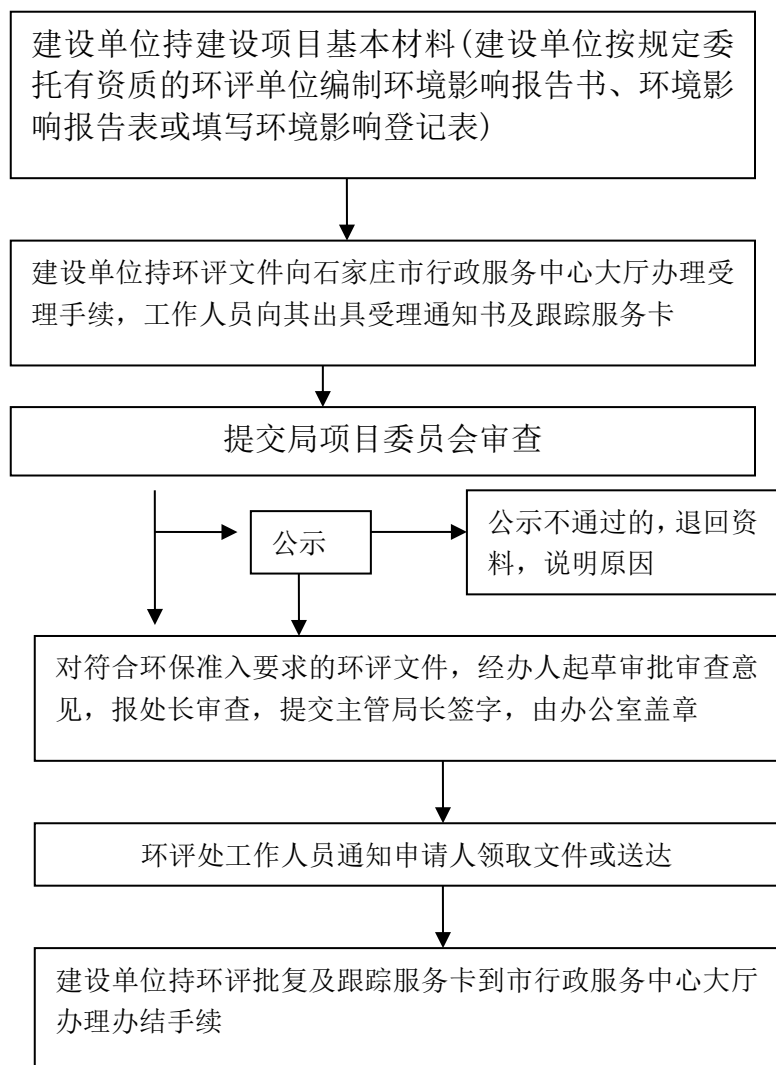 建设单位持建设项目基本材料(建设单位按规定委
托有资质的环评单位编制环境影响报告书、环境影
响报告表或填写环境影响登记表)
建设单位持环评文件向石家庄市行政服务中心大厅办理受
理手续，工作人员向其出具受理通知书及跟踪服务卡
提交局项目委员会审查
公示
公示不通过的，退回资
料，说明原因
对符合环保准入要求的环评文件，经办人起草审批审查意
见，报处长审查，提交主管局长签字，由办公室盖章
环评处工作人员通知申请人领取文件或送达
建设单位持环评批复及跟踪服务卡到市行政服务中心大厅
办理办结手续